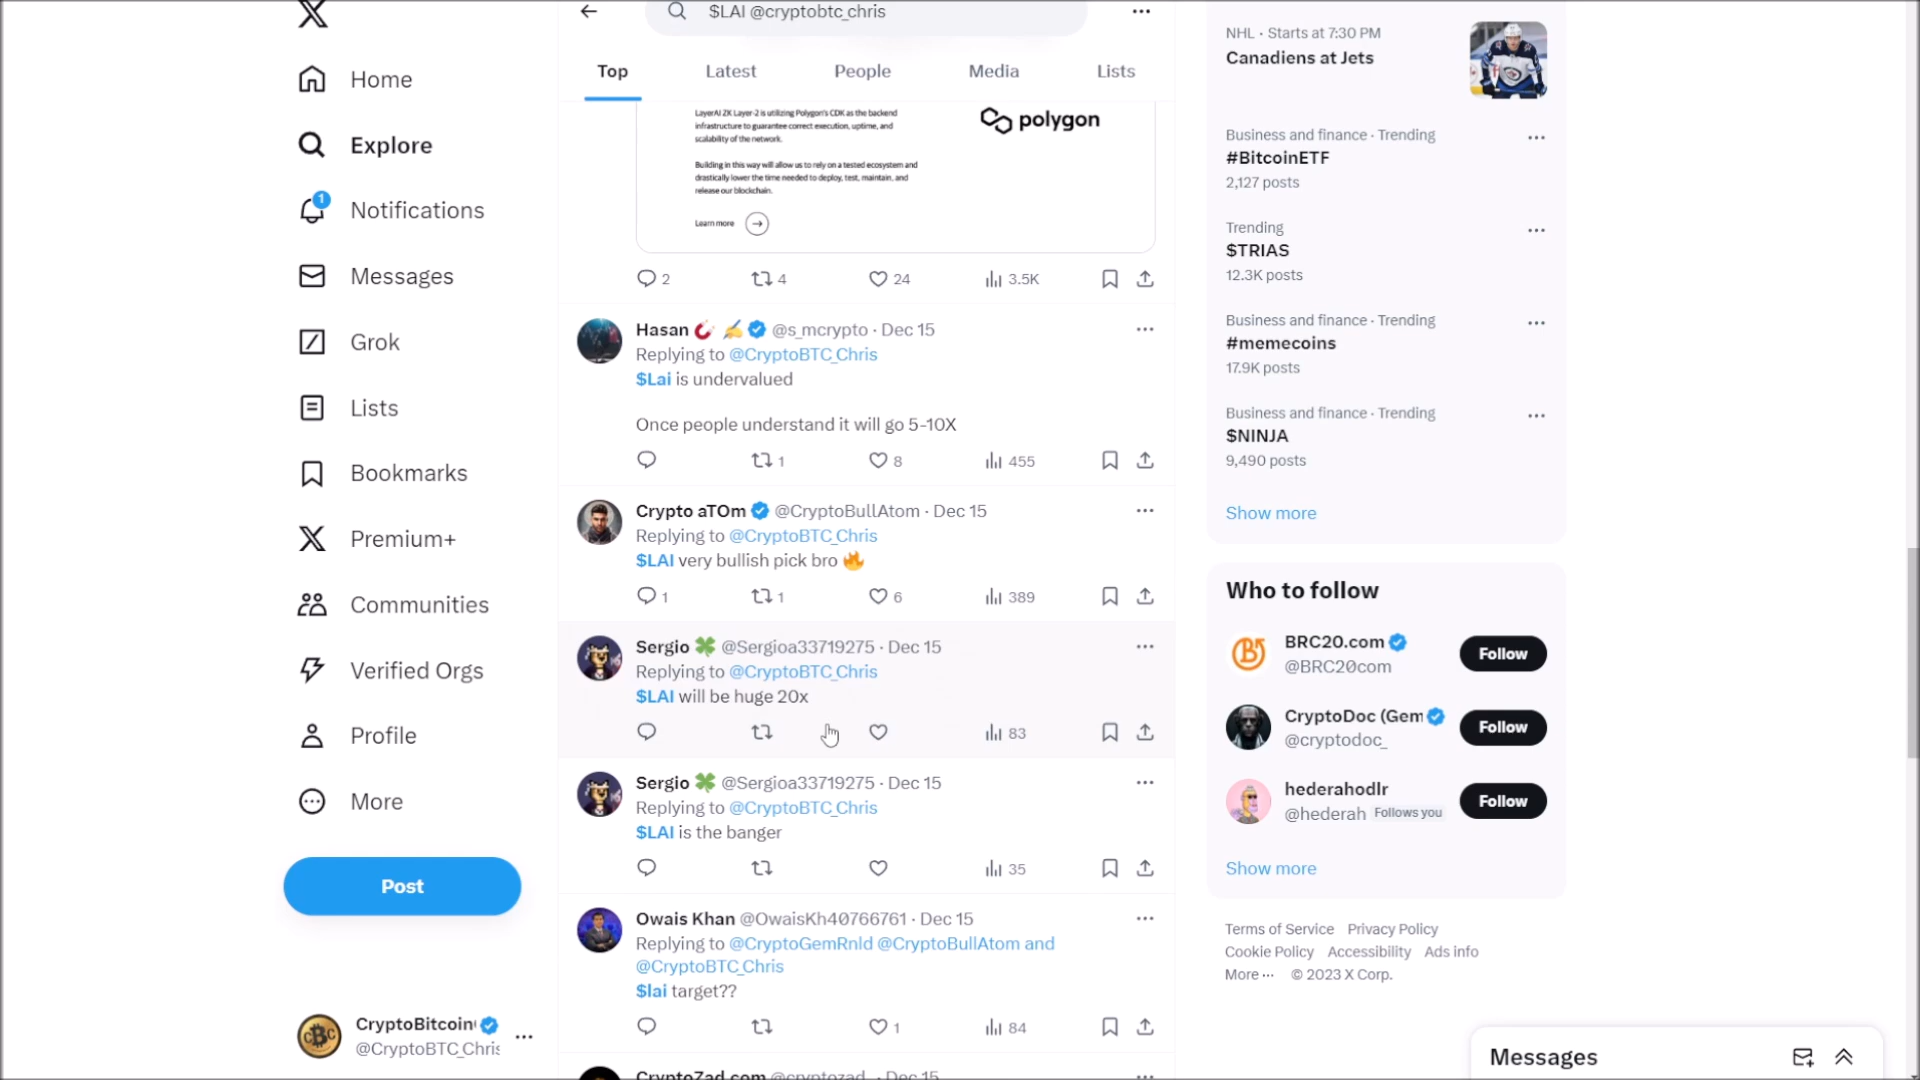 $LAI @cryptobtc_chris
Home
Explore
1
Notifications
Messages
Grok
Lists
Bookmarks
Premium+
Communities
Verified Orgs
Profile
More
Post
CryptoBitcoin
@CryptoBTC_Chris
Top
Latest
People
Media
Lists
LayerAI ZK Layer-2 is utilizing Polygon's CDK as the backend
infrastructure to guarantee correct execution, uptime, and
scalability of the network.
Building in this way will allow us to rely on a tested ecosystem and
drastically lower the time needed to deploy, test, maintain, and
release our blockchain.
Learn more
polygon
2 4 24 3.5K
Hasan @s_mcrypto · Dec 15
Replying to @CryptoBTC_Chris
$Lai is undervalued
Once people understand it will go 5-10X
1 8 455
Crypto aTOm @CryptoBullAtom · Dec 15
Replying to @CryptoBTC_Chris
$LAI very bullish pick bro
1 1 6 389
Sergio @Sergioa33719275 · Dec 15
Replying to @CryptoBTC_Chris
$LAI will be huge 20x
83
Sergio @Sergioa33719275 · Dec 15
Replying to @CryptoBTC_Chris
$LAI is the banger
35
Owais Khan @OwaisKh40766761 · Dec 15
Replying to @CryptoGemRnld @CryptoBullAtom and
@CryptoBTC_Chris
$lai target??
1 84
CryptoZad.com @cryptozad_ · Dec 15
NHL · Starts at 7:30 PM
Canadiens at Jets
Business and finance · Trending
#BitcoinETF
2,127 posts
Trending
$TRIAS
12.3K posts
Business and finance · Trending
#memecoins
17.9K posts
Business and finance · Trending
$NINJA
9,490 posts
Show more
Who to follow
BRC20.com
@BRC20com
Follow
CryptoDoc (Gem
@cryptodoc_
Follow
hederahodlr
@hederah Follows you
Follow
Show more
Terms of Service Privacy Policy
Cookie Policy Accessibility Ads info
More ··· © 2023 X Corp.
Messages